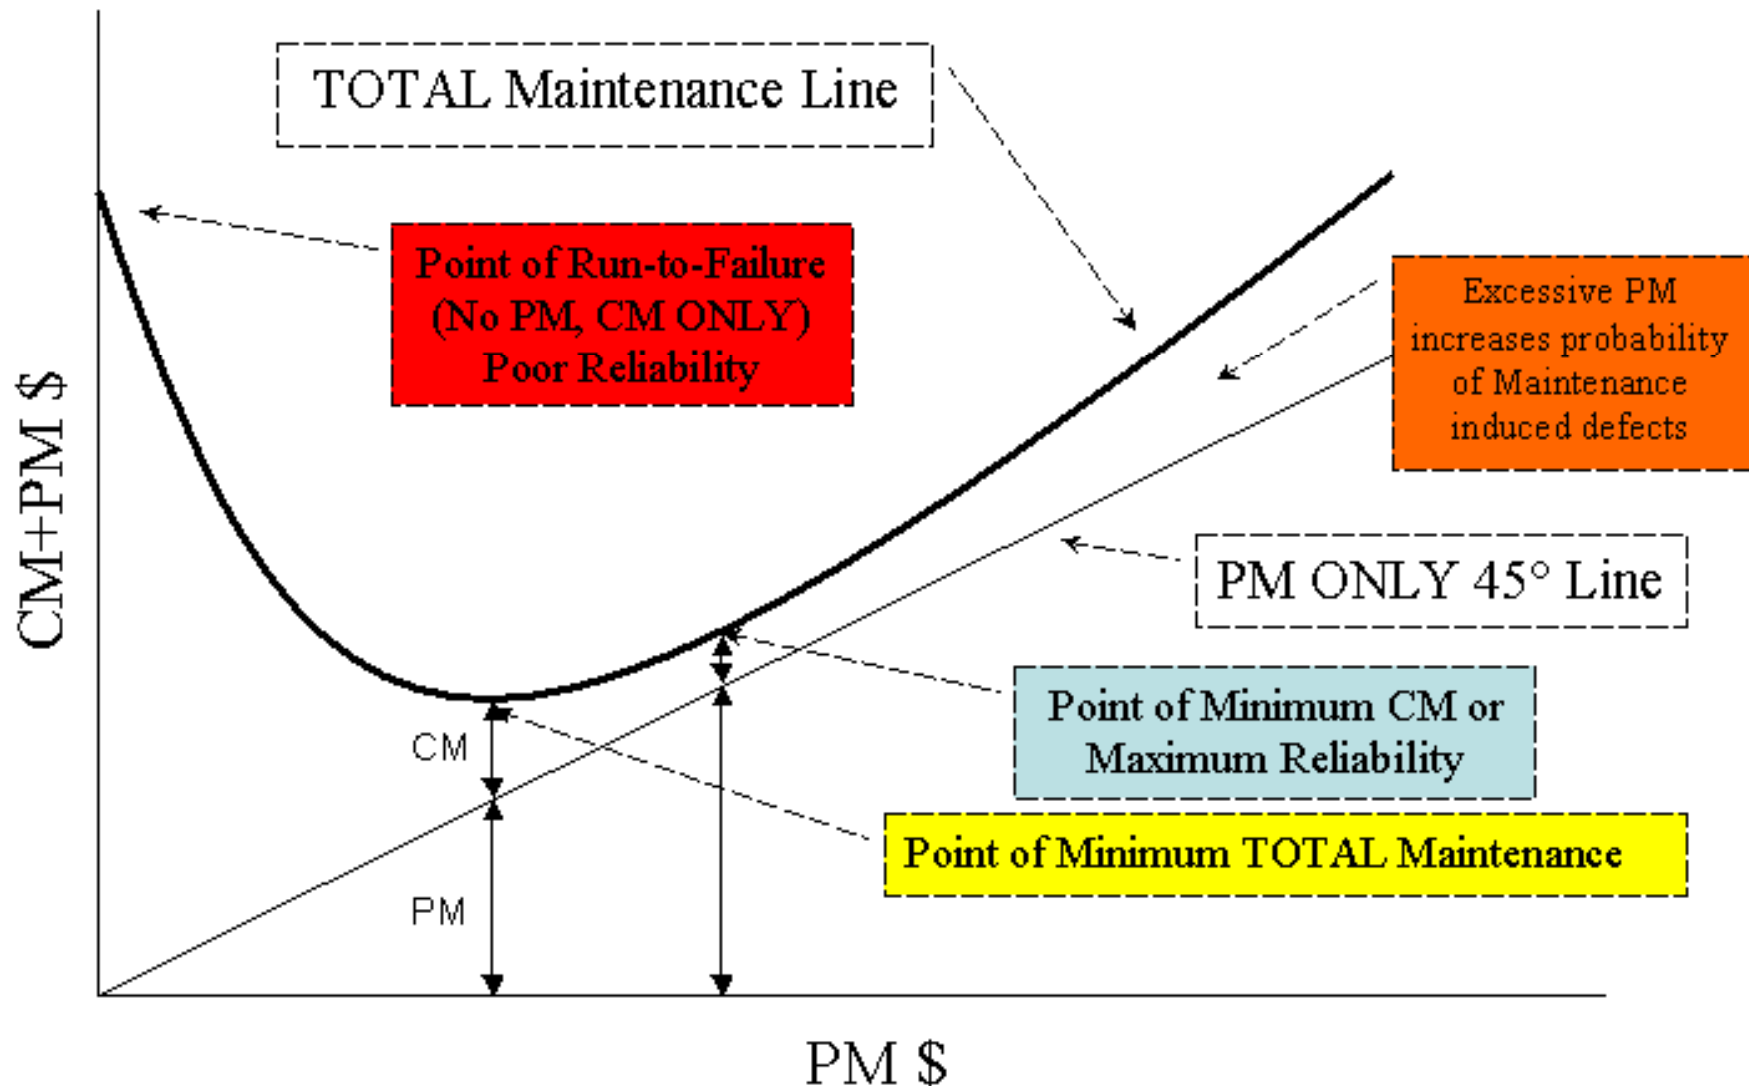 TOTAL Maintenance Line
Point of Run-to-Failure
(No PM, CM ONLY)
Poor Reliability
Excessive PM
increases probability
of Maintenance
induced defects
CM+PM $
PM ONLY 45° Line
Point of Minimum CM or
Maximum Reliability
CM
Point of Minimum TOTAL Maintenance
PM
PM $